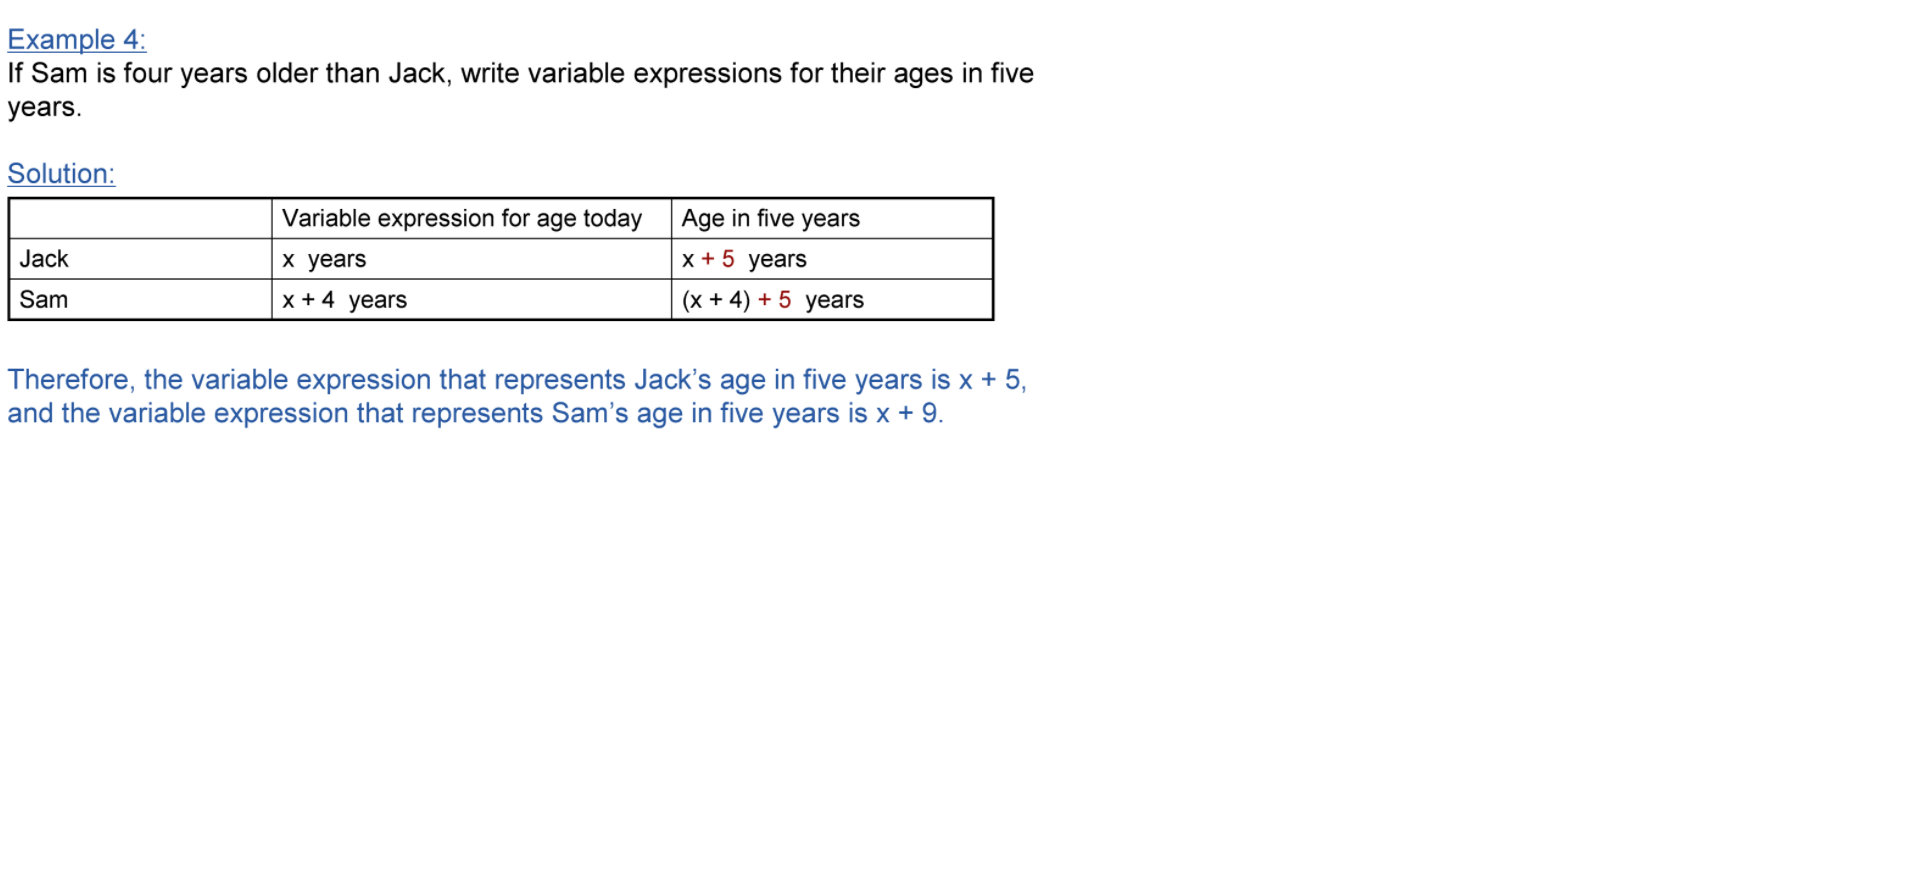 Example 4:
If Sam is four years older than Jack, write variable expressions for their ages in five
years.
Solution:
Variable expression for age today Age in five years
Jack x years x + 5 years
Sam x + 4 years (x + 4) + 5 years
Therefore, the variable expression that represents Jack’s age in five years is x + 5,
and the variable expression that represents Sam’s age in five years is x + 9.